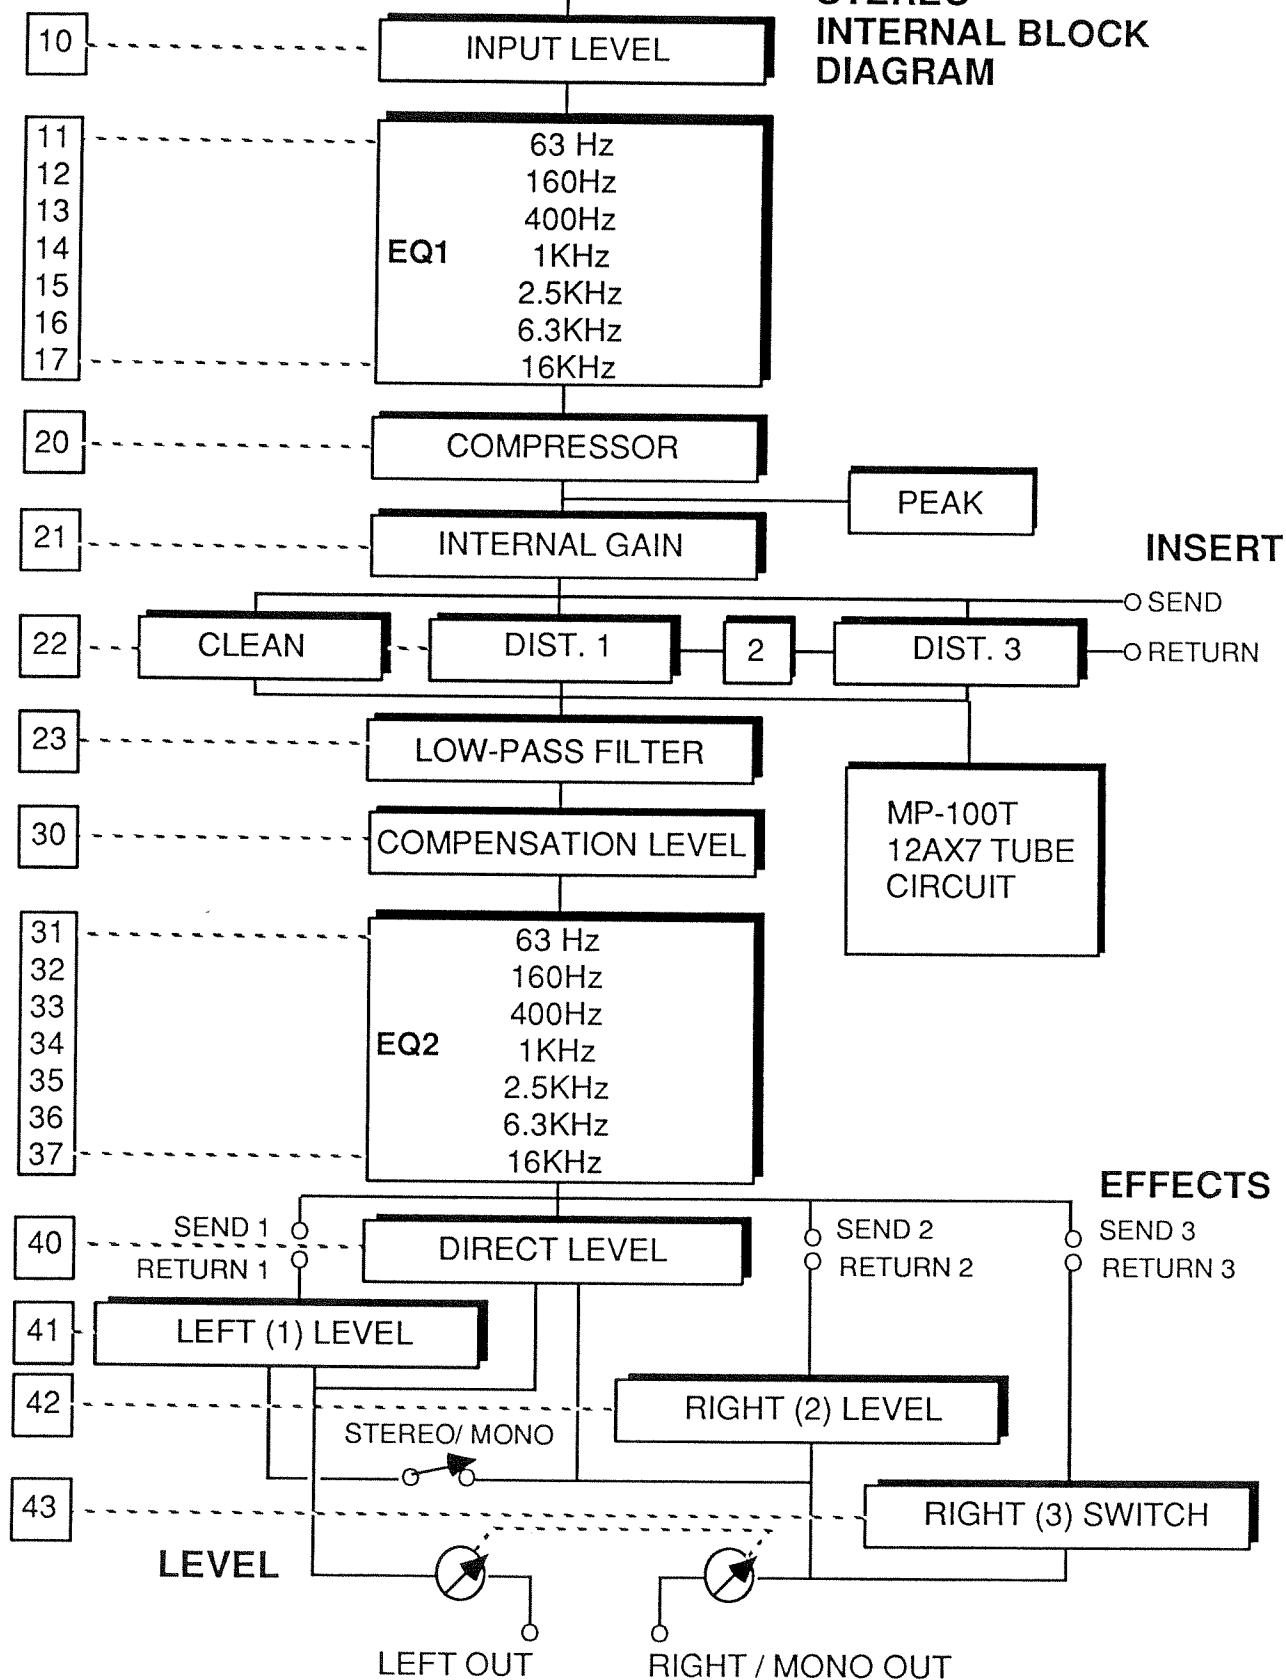 STEREO
INTERNAL BLOCK
DIAGRAM
10
INPUT LEVEL
11
12
13
14
15
16
17
EQ1
63 Hz
160Hz
400Hz
1KHz
2.5KHz
6.3KHz
16KHz
20
COMPRESSOR
PEAK
21
INTERNAL GAIN
INSERT
SEND
22
CLEAN
DIST. 1
2
DIST. 3
RETURN
23
LOW-PASS FILTER
30
COMPENSATION LEVEL
MP-100T
12AX7 TUBE
CIRCUIT
31
32
33
34
35
36
37
EQ2
63 Hz
160Hz
400Hz
1KHz
2.5KHz
6.3KHz
16KHz
EFFECTS
40
SEND 1
RETURN 1
DIRECT LEVEL
SEND 2
RETURN 2
SEND 3
RETURN 3
41
LEFT (1) LEVEL
42
RIGHT (2) LEVEL
STEREO/ MONO
43
RIGHT (3) SWITCH
LEVEL
LEFT OUT
RIGHT / MONO OUT